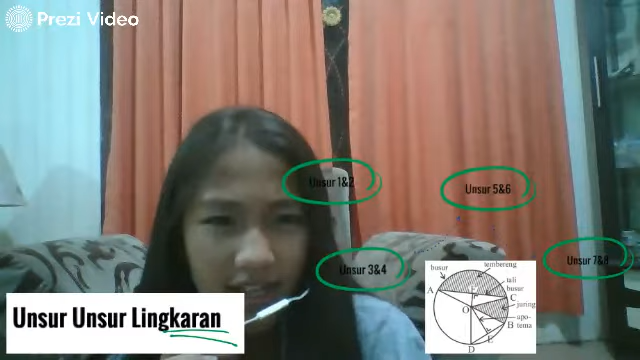 Prezi Video
Unsur 1&2
Unsur 5&6
Unsur 3&4
Unsur 7&8
Unsur Unsur Lingkaran
busur
tembereng
tali
busur
A
C
juring
O
B
apo-
tema
E
D